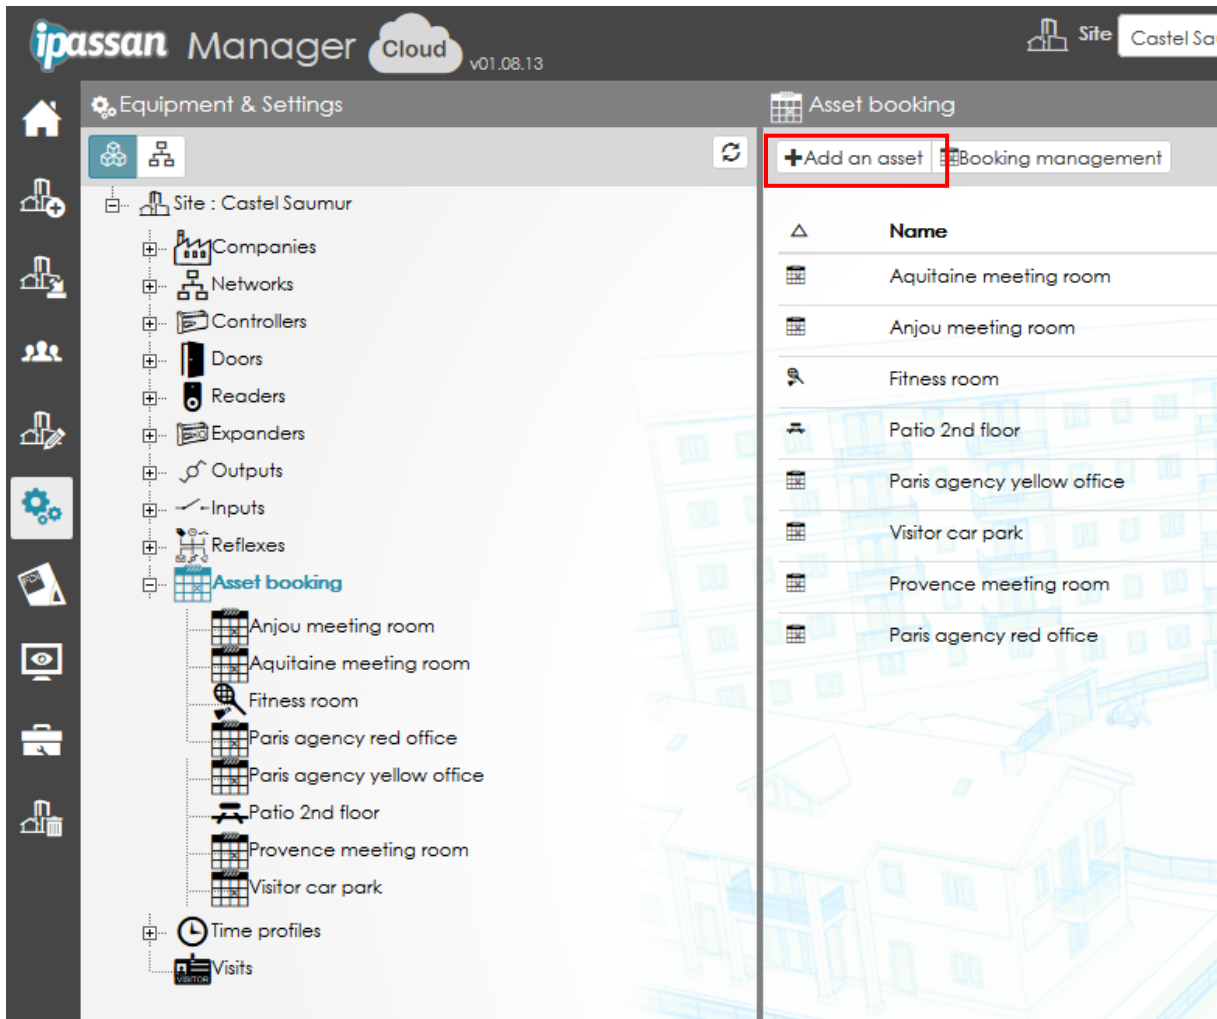 ipassan Manager Cloud v01.08.13
Site Castel Sau
Equipment & Settings
Asset booking
+Add an asset
Booking management
Site : Castel Saumur
Companies
Networks
Controllers
Doors
Readers
Expanders
Outputs
Inputs
Reflexes
Asset booking
Anjou meeting room
Aquitaine meeting room
Fitness room
Paris agency red office
Paris agency yellow office
Patio 2nd floor
Provence meeting room
Visitor car park
Time profiles
VISITOR
Visits
Name
Aquitaine meeting room
Anjou meeting room
Fitness room
Patio 2nd floor
Paris agency yellow office
Visitor car park
Provence meeting room
Paris agency red office
FDI